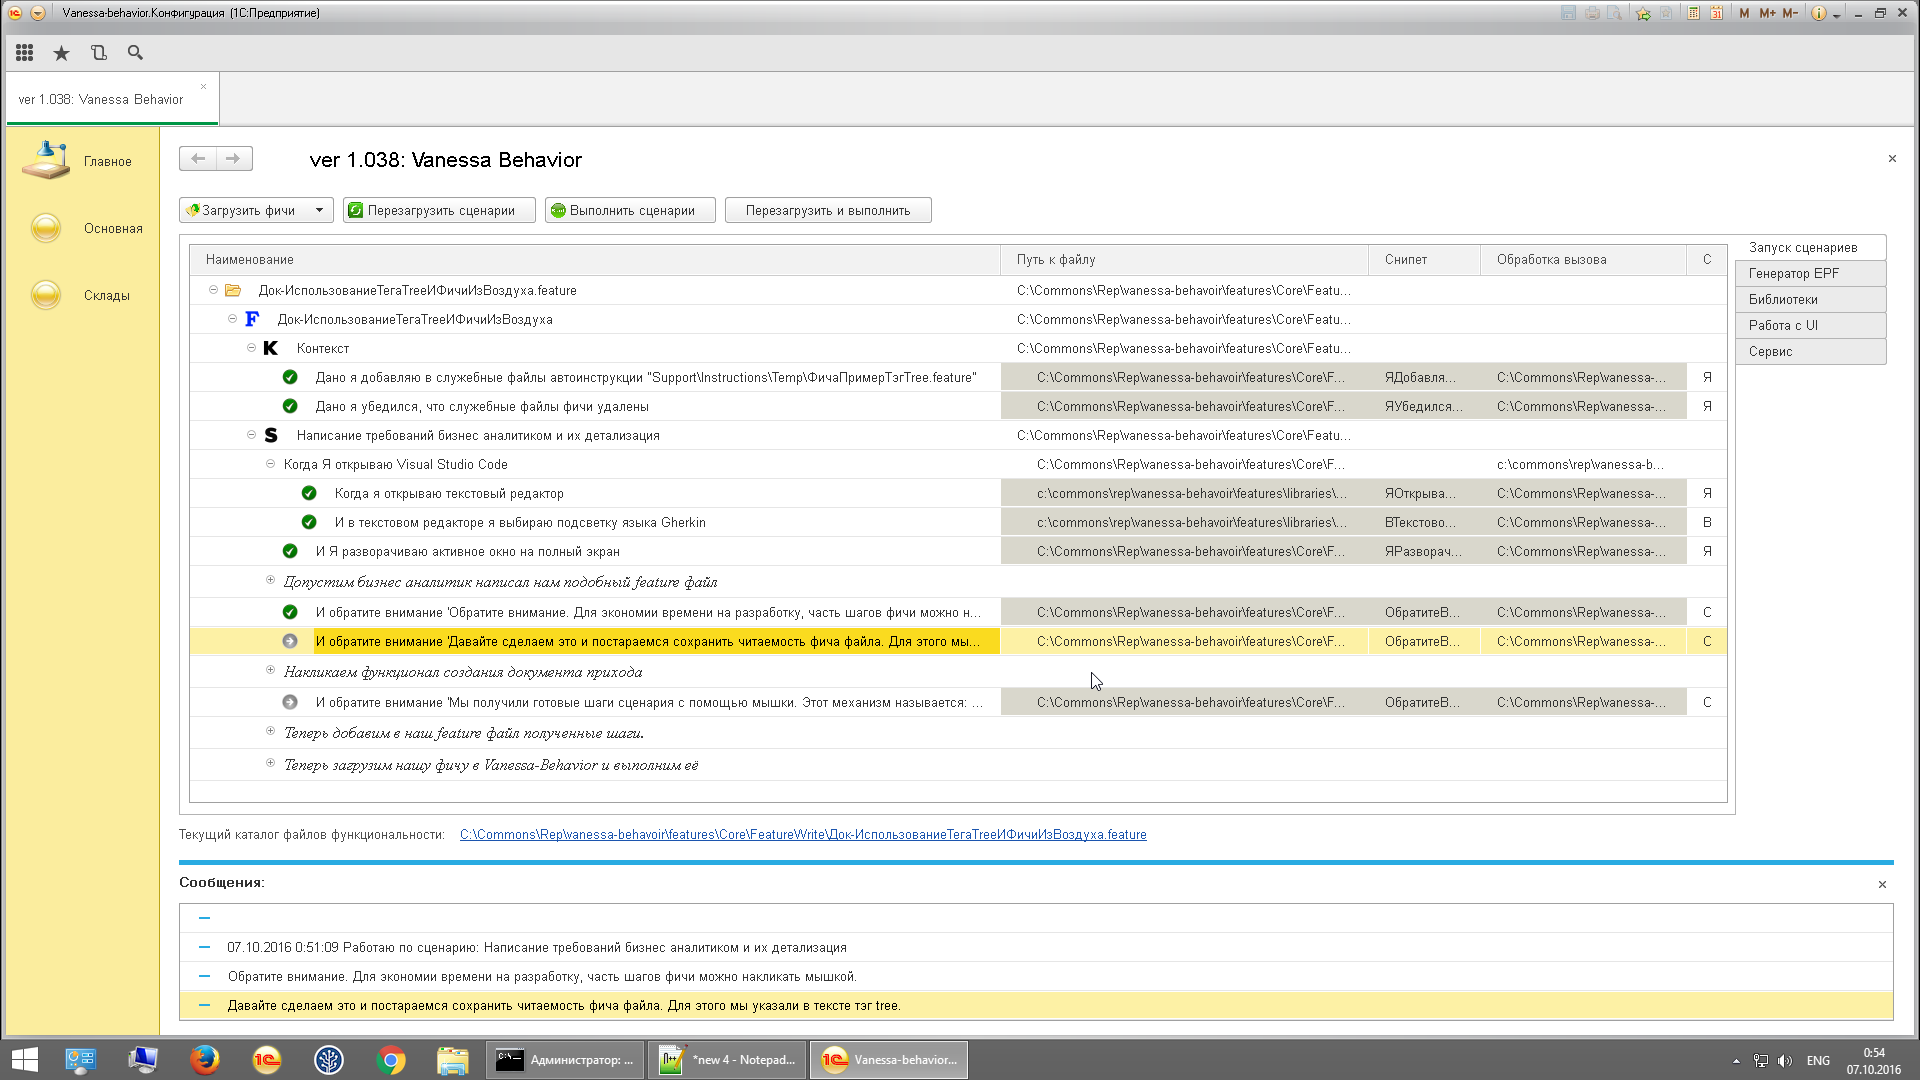 Vanessa-behavior.Конфигурация (1С:Предприятие)
M M+ M-
ver 1.038: Vanessa Behavior
Главное
Основная
Склады
ver 1.038: Vanessa Behavior
Загрузить фичи
Перезагрузить сценарии
Выполнить сценарии
Перезагрузить и выполнить
Запуск сценариев
Генератор EPF
Библиотеки
Работа с UI
Сервис
Наименование Путь к файлу Снипет Обработка вызова С
Док-ИспользованиеТегаTreeИФичиИзВоздуха.feature C:\Commons\Rep\vanessa-behavoir\features\Core\Featu...
Док-ИспользованиеТегаTreeИФичиИзВоздуха C:\Commons\Rep\vanessa-behavoir\features\Core\Featu...
Контекст C:\Commons\Rep\vanessa-behavoir\features\Core\Featu...
Дано я добавляю в служебные файлы автоинструкции "Support\Instructions\Temp\ФичаПримерТэгTree.feature" C:\Commons\Rep\vanessa-behavoir\features\Core\F... ЯДобавля... C:\Commons\Rep\vanessa-... Я
Дано я убедился, что служебные файлы фичи удалены C:\Commons\Rep\vanessa-behavoir\features\Core\F... ЯУбедился... C:\Commons\Rep\vanessa-... Я
Написание требований бизнес аналитиком и их детализация C:\Commons\Rep\vanessa-behavoir\features\Core\Featu...
Когда Я открываю Visual Studio Code C:\Commons\Rep\vanessa-behavoir\features\Core\F... c:\commons\rep\vanessa-b...
Когда я открываю текстовый редактор c:\commons\rep\vanessa-behavoir\features\libraries\... ЯОткрыва... C:\Commons\Rep\vanessa-... Я
И в текстовом редакторе я выбираю подсветку языка Gherkin c:\commons\rep\vanessa-behavoir\features\libraries\... ВТекстово... C:\Commons\Rep\vanessa-... В
И Я разворачиваю активное окно на полный экран C:\Commons\Rep\vanessa-behavoir\features\Core\F... ЯРазворач... C:\Commons\Rep\vanessa-... Я
Допустим бизнес аналитик написал нам подобный feature файл
И обратите внимание 'Обратите внимание. Для экономии времени на разработку, часть шагов фичи можно н... C:\Commons\Rep\vanessa-behavoir\features\Core\F... ОбратитеВ... C:\Commons\Rep\vanessa-... С
И обратите внимание 'Давайте сделаем это и постараемся сохранить читаемость фича файла. Для этого мы... C:\Commons\Rep\vanessa-behavoir\features\Core\F... ОбратитеВ... C:\Commons\Rep\vanessa-... С
Накликаем функционал создания документа прихода
И обратите внимание 'Мы получили готовые шаги сценария с помощью мышки. Этот механизм называется: ... C:\Commons\Rep\vanessa-behavoir\features\Core\F... ОбратитеВ... C:\Commons\Rep\vanessa-... С
Теперь добавим в наш feature файл полученные шаги.
Теперь загрузим нашу фичу в Vanessa-Behavior и выполним её
Текущий каталог файлов функциональности: C:\Commons\Rep\vanessa-behavoir\features\Core\FeatureWrite\Док-ИспользованиеТегаTreeИФичиИзВоздуха.feature
Сообщения:
07.10.2016 0:51:09 Работаю по сценарию: Написание требований бизнес аналитиком и их детализация
Обратите внимание. Для экономии времени на разработку, часть шагов фичи можно накликать мышкой.
Давайте сделаем это и постараемся сохранить читаемость фича файла. Для этого мы указали в тексте тэг tree.
Администратор: ...
*new 4 - Notepad...
Vanessa-behavior...
ENG
0:54
07.10.2016